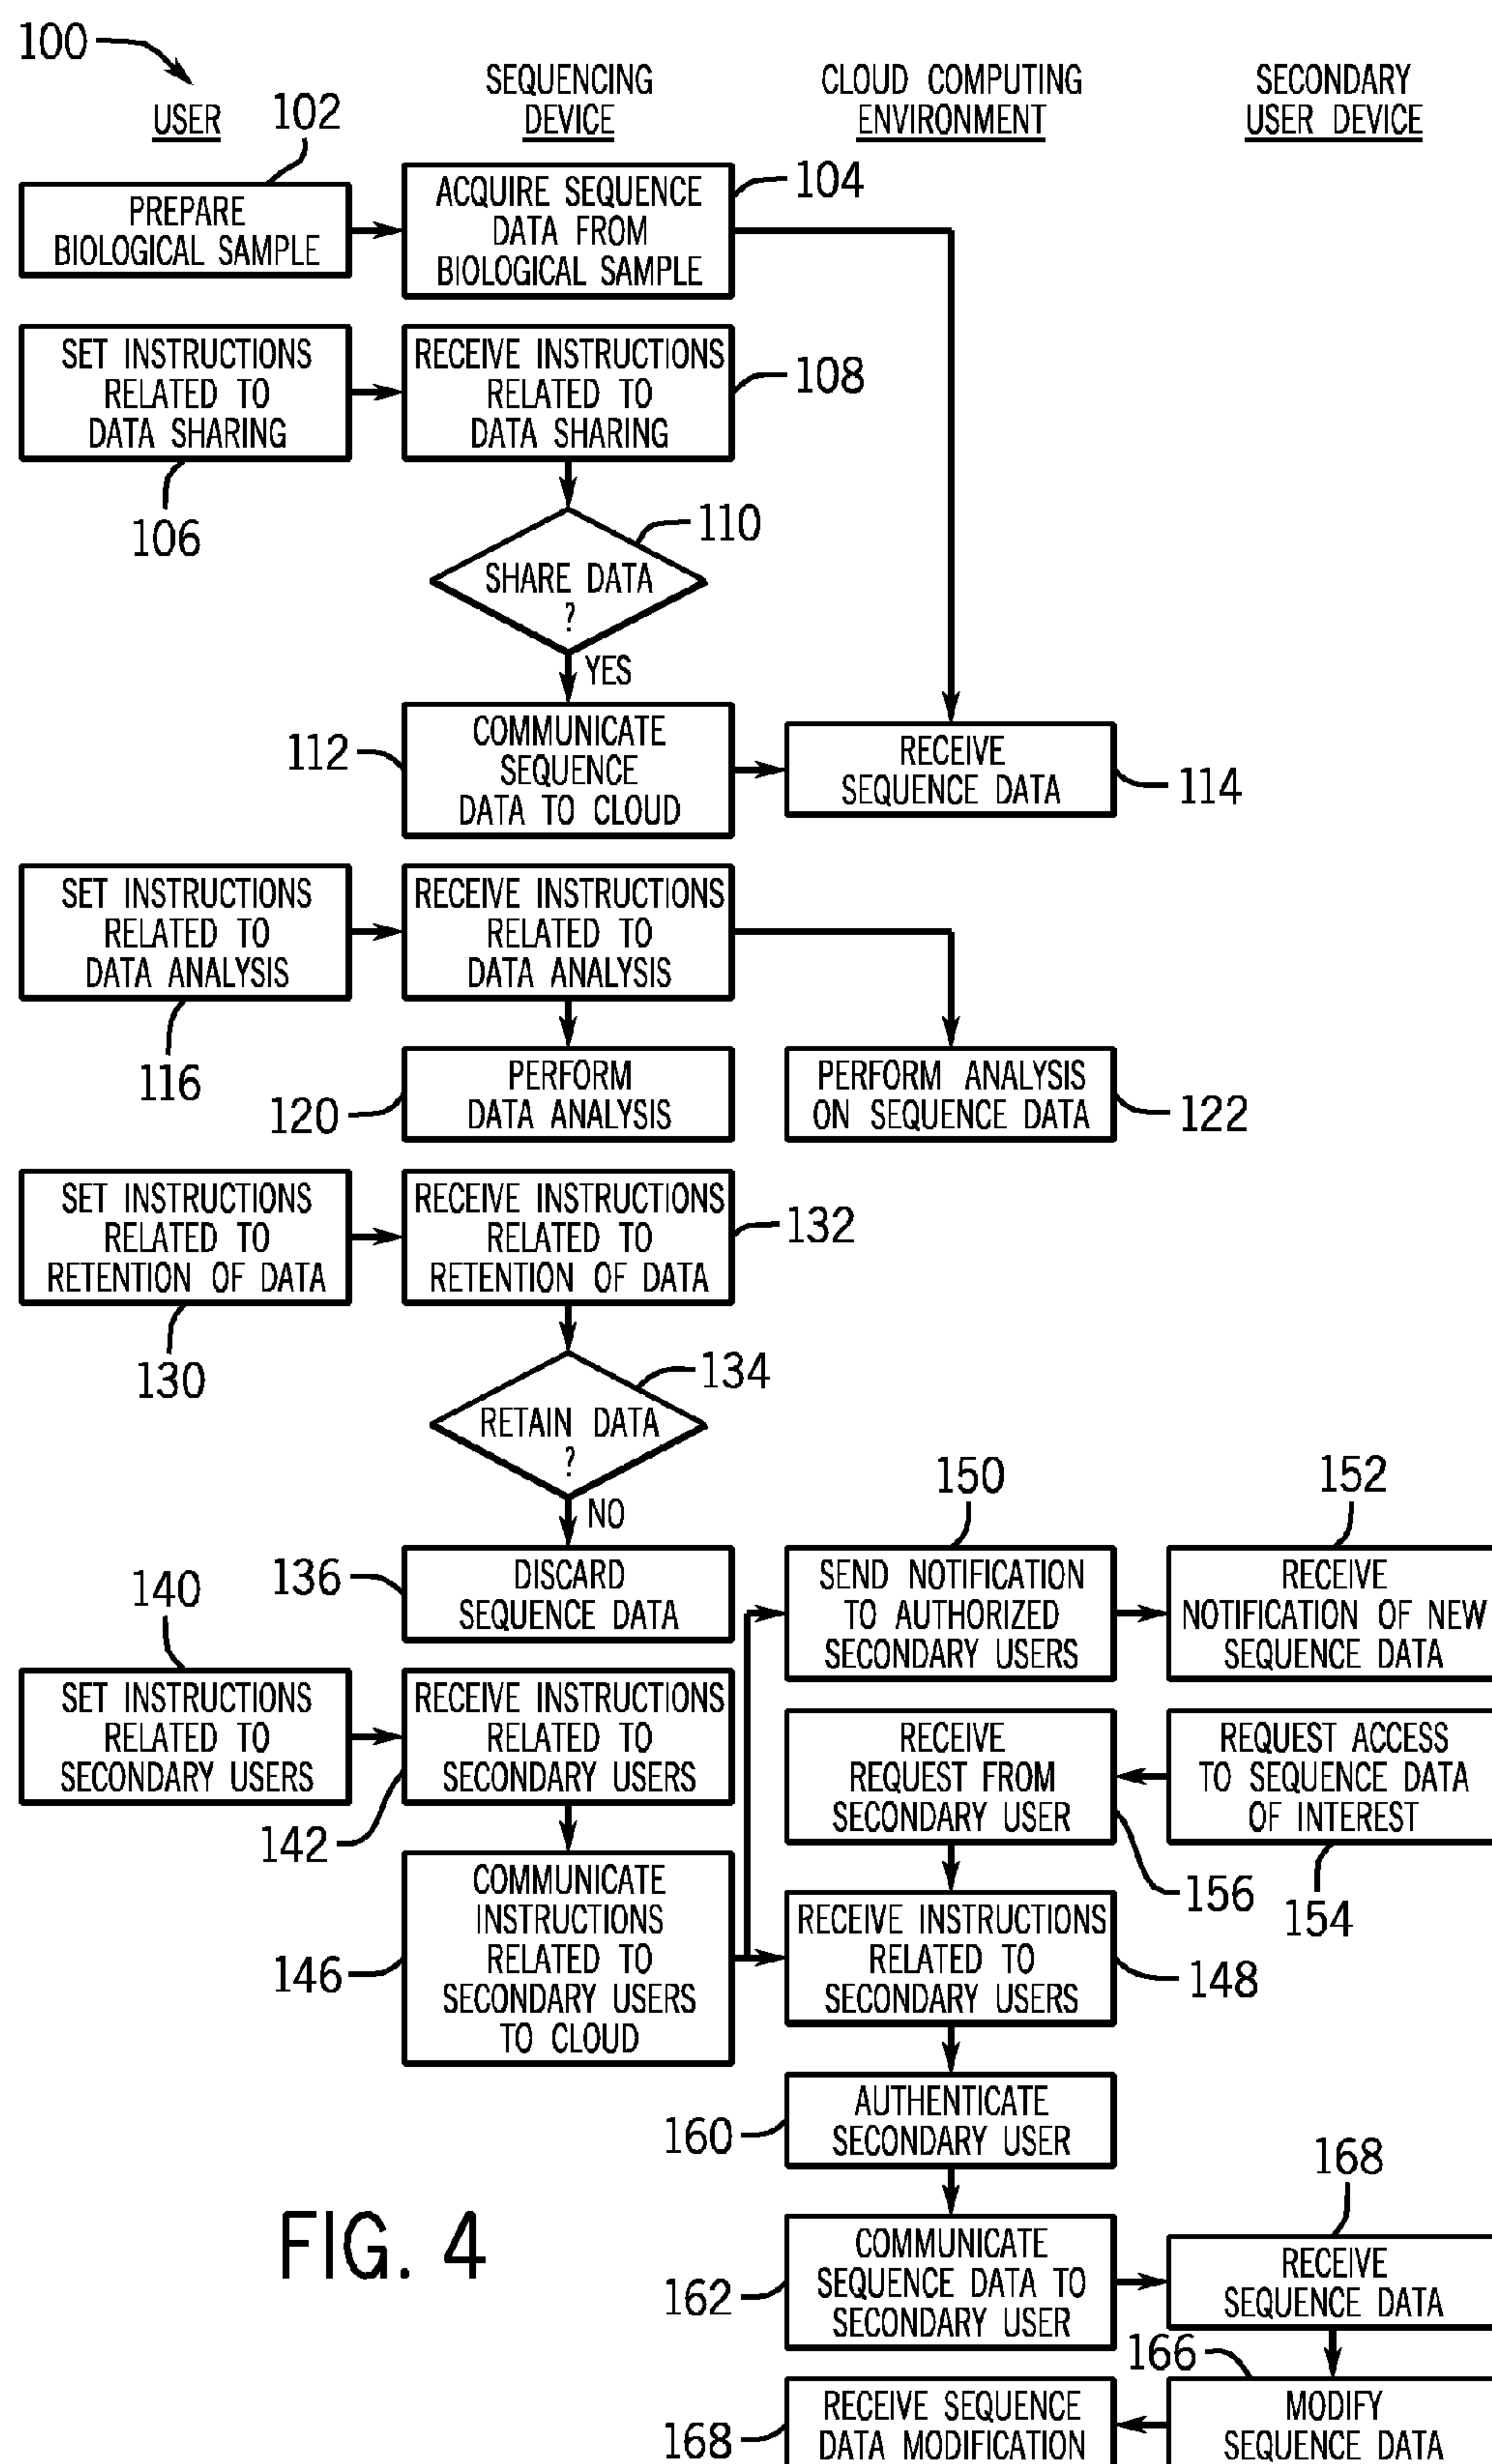 100
USER
SEQUENCING
DEVICE
CLOUD COMPUTING
ENVIRONMENT
SECONDARY
USER DEVICE
102
PREPARE
BIOLOGICAL SAMPLE
ACQUIRE SEQUENCE
DATA FROM
BIOLOGICAL SAMPLE
104
SET INSTRUCTIONS
RELATED TO
DATA SHARING
106
RECEIVE INSTRUCTIONS
RELATED TO
DATA SHARING
108
SHARE DATA
?
110
YES
112
COMMUNICATE
SEQUENCE
DATA TO CLOUD
RECEIVE
SEQUENCE DATA
114
SET INSTRUCTIONS
RELATED TO
DATA ANALYSIS
116
RECEIVE INSTRUCTIONS
RELATED TO
DATA ANALYSIS
120
PERFORM
DATA ANALYSIS
PERFORM ANALYSIS
ON SEQUENCE DATA
122
SET INSTRUCTIONS
RELATED TO
RETENTION OF DATA
130
RECEIVE INSTRUCTIONS
RELATED TO
RETENTION OF DATA
132
RETAIN DATA
?
134
NO
136
DISCARD
SEQUENCE DATA
150
SEND NOTIFICATION
TO AUTHORIZED
SECONDARY USERS
152
RECEIVE
NOTIFICATION OF NEW
SEQUENCE DATA
140
SET INSTRUCTIONS
RELATED TO
SECONDARY USERS
RECEIVE INSTRUCTIONS
RELATED TO
SECONDARY USERS
142
RECEIVE
REQUEST FROM
SECONDARY USER
156
REQUEST ACCESS
TO SEQUENCE DATA
OF INTEREST
154
146
COMMUNICATE
INSTRUCTIONS
RELATED TO
SECONDARY USERS
TO CLOUD
RECEIVE INSTRUCTIONS
RELATED TO
SECONDARY USERS
148
160
AUTHENTICATE
SECONDARY USER
162
COMMUNICATE
SEQUENCE DATA TO
SECONDARY USER
168
RECEIVE
SEQUENCE DATA
166
MODIFY
SEQUENCE DATA
168
RECEIVE SEQUENCE
DATA MODIFICATION
FIG. 4